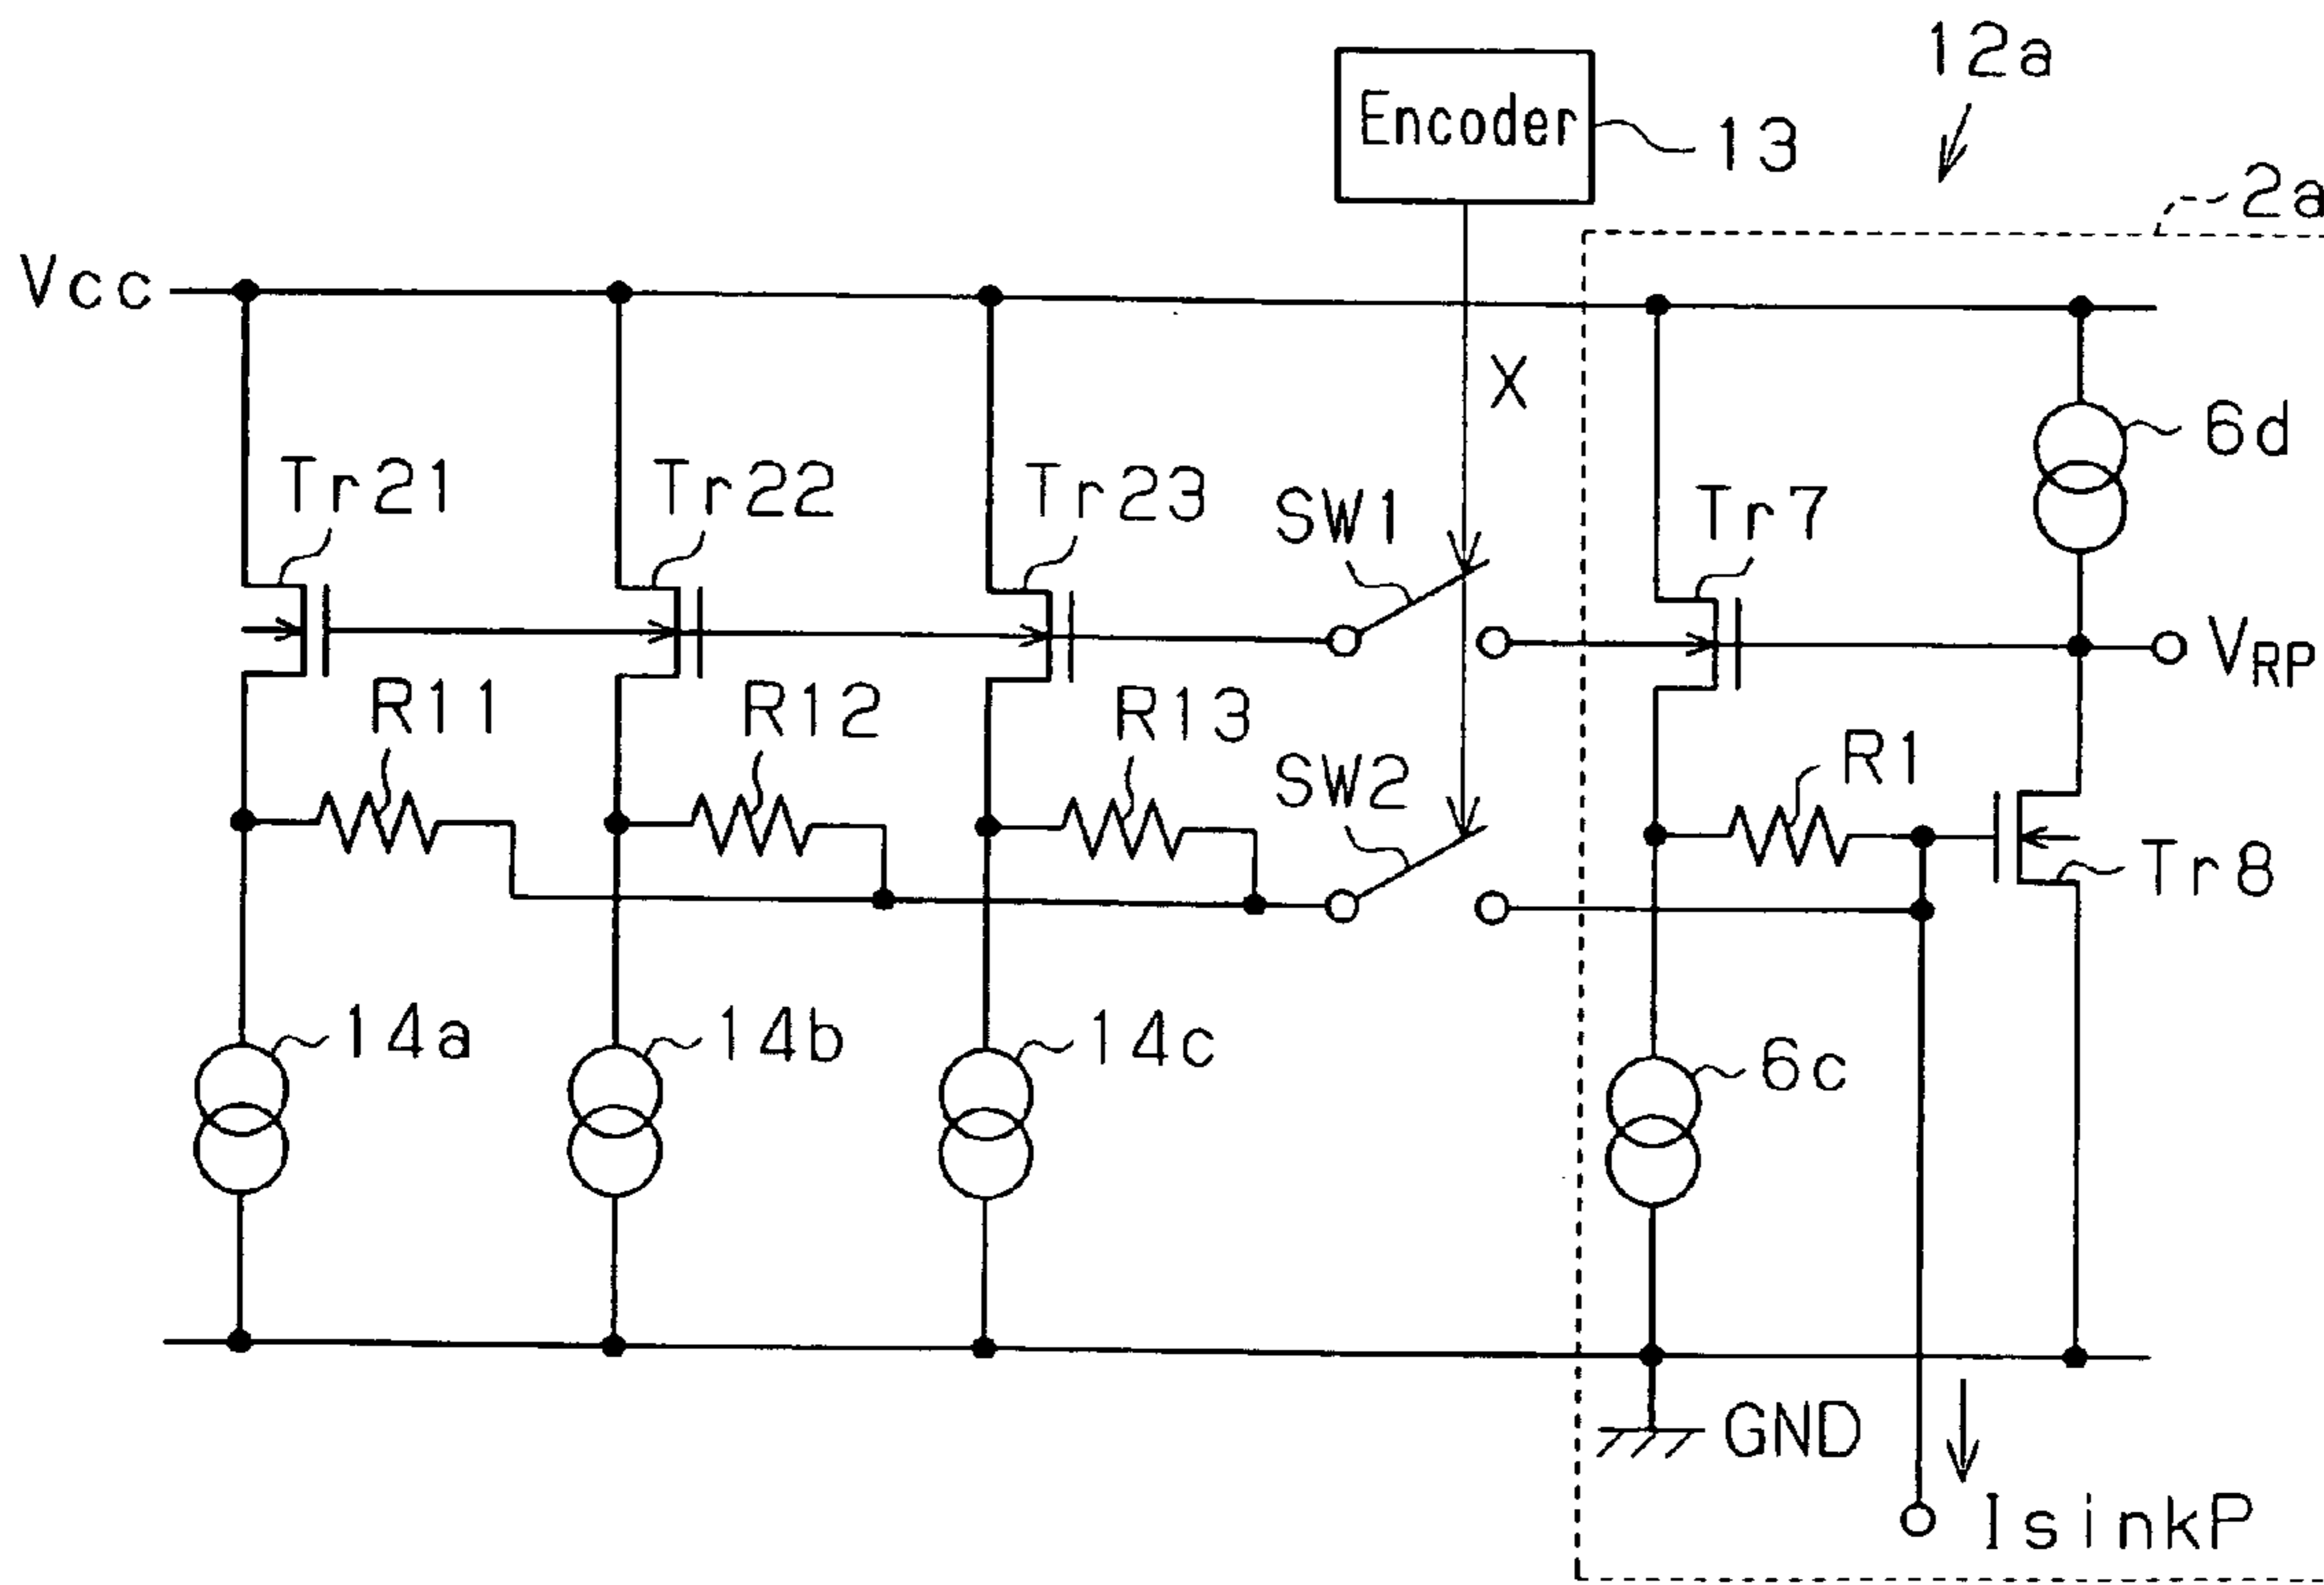 12a
Encoder
13
2a
Vcc
X
6d
Tr21
Tr22
Tr23
SW1
Tr7
VRP
R11
R12
R13
SW2
R1
Tr8
14a
14b
14c
6c
GND
IsinkP